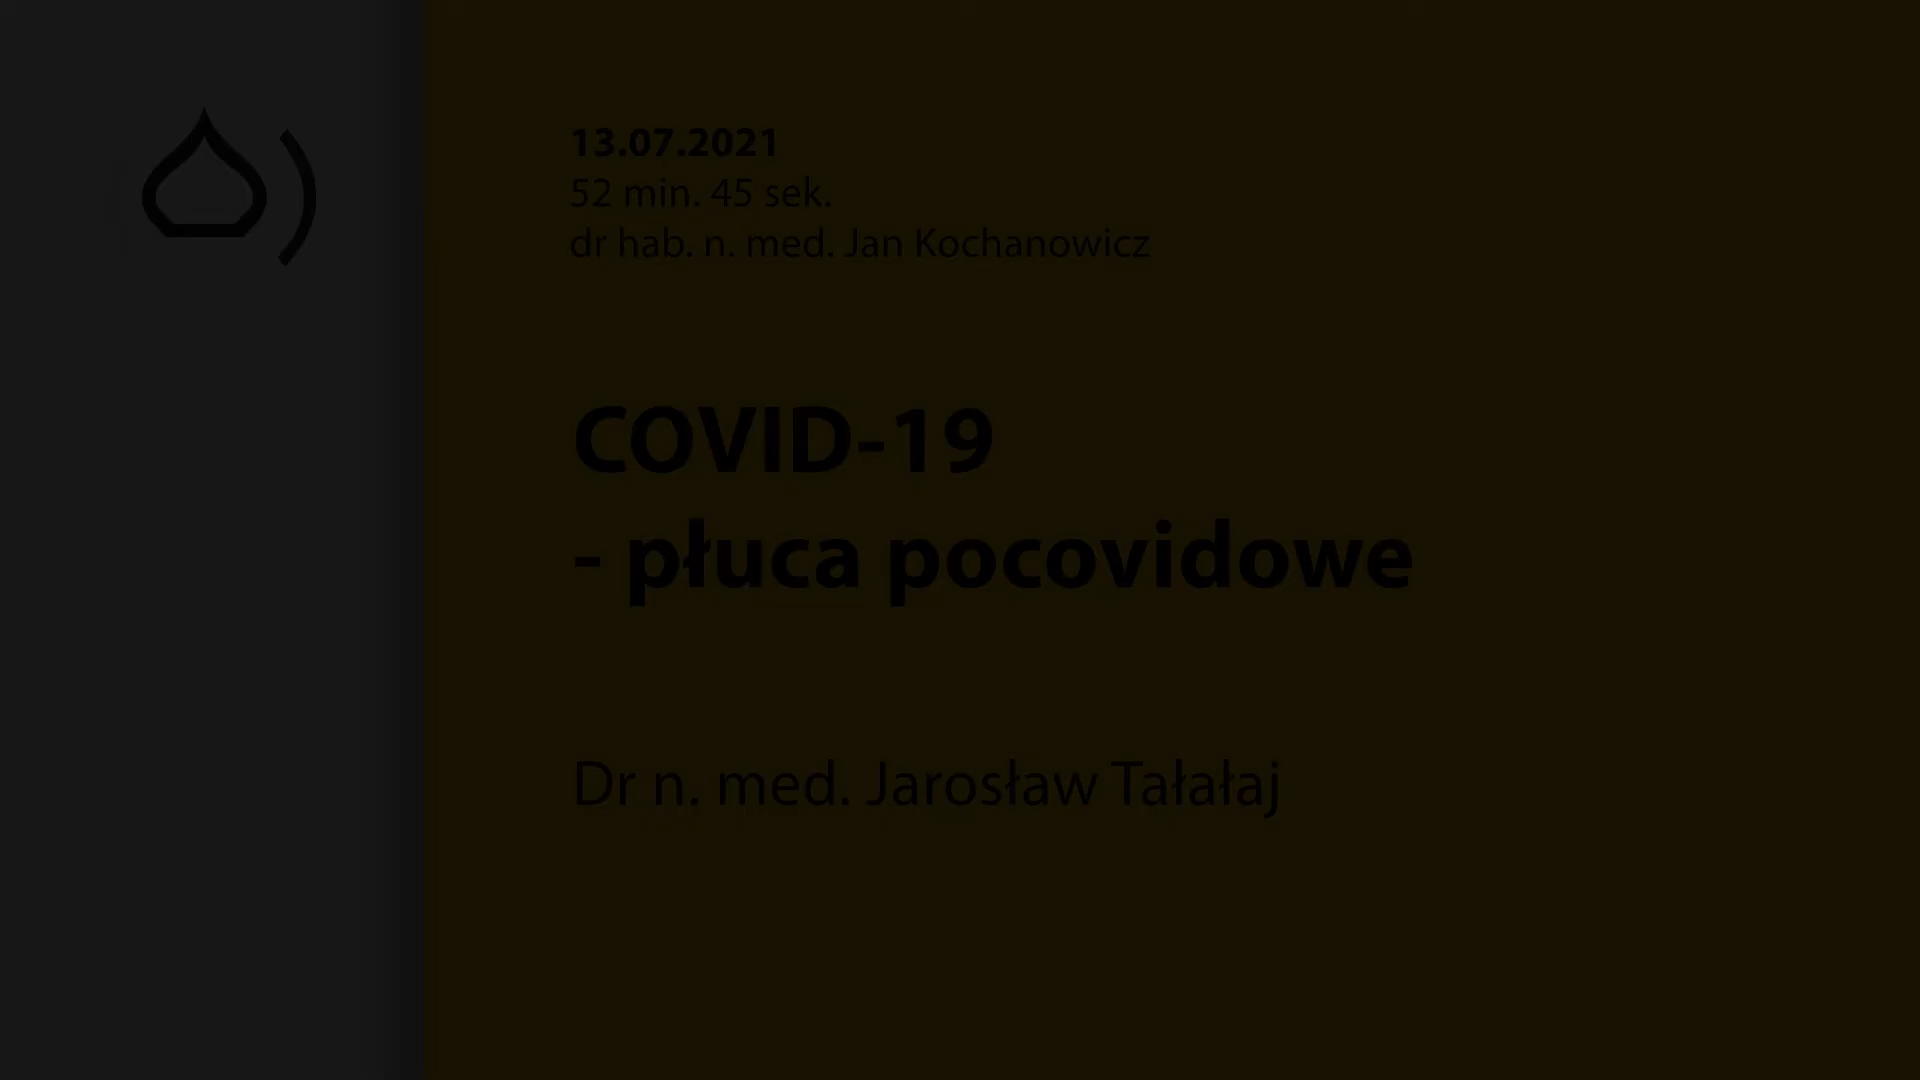 13.07.2021
52 min. 45 sek.
dr hab. n. med. Jan Kochanowicz
COVID-19
- płuca pocovidowe
Dr n. med. Jarosław Tałałaj